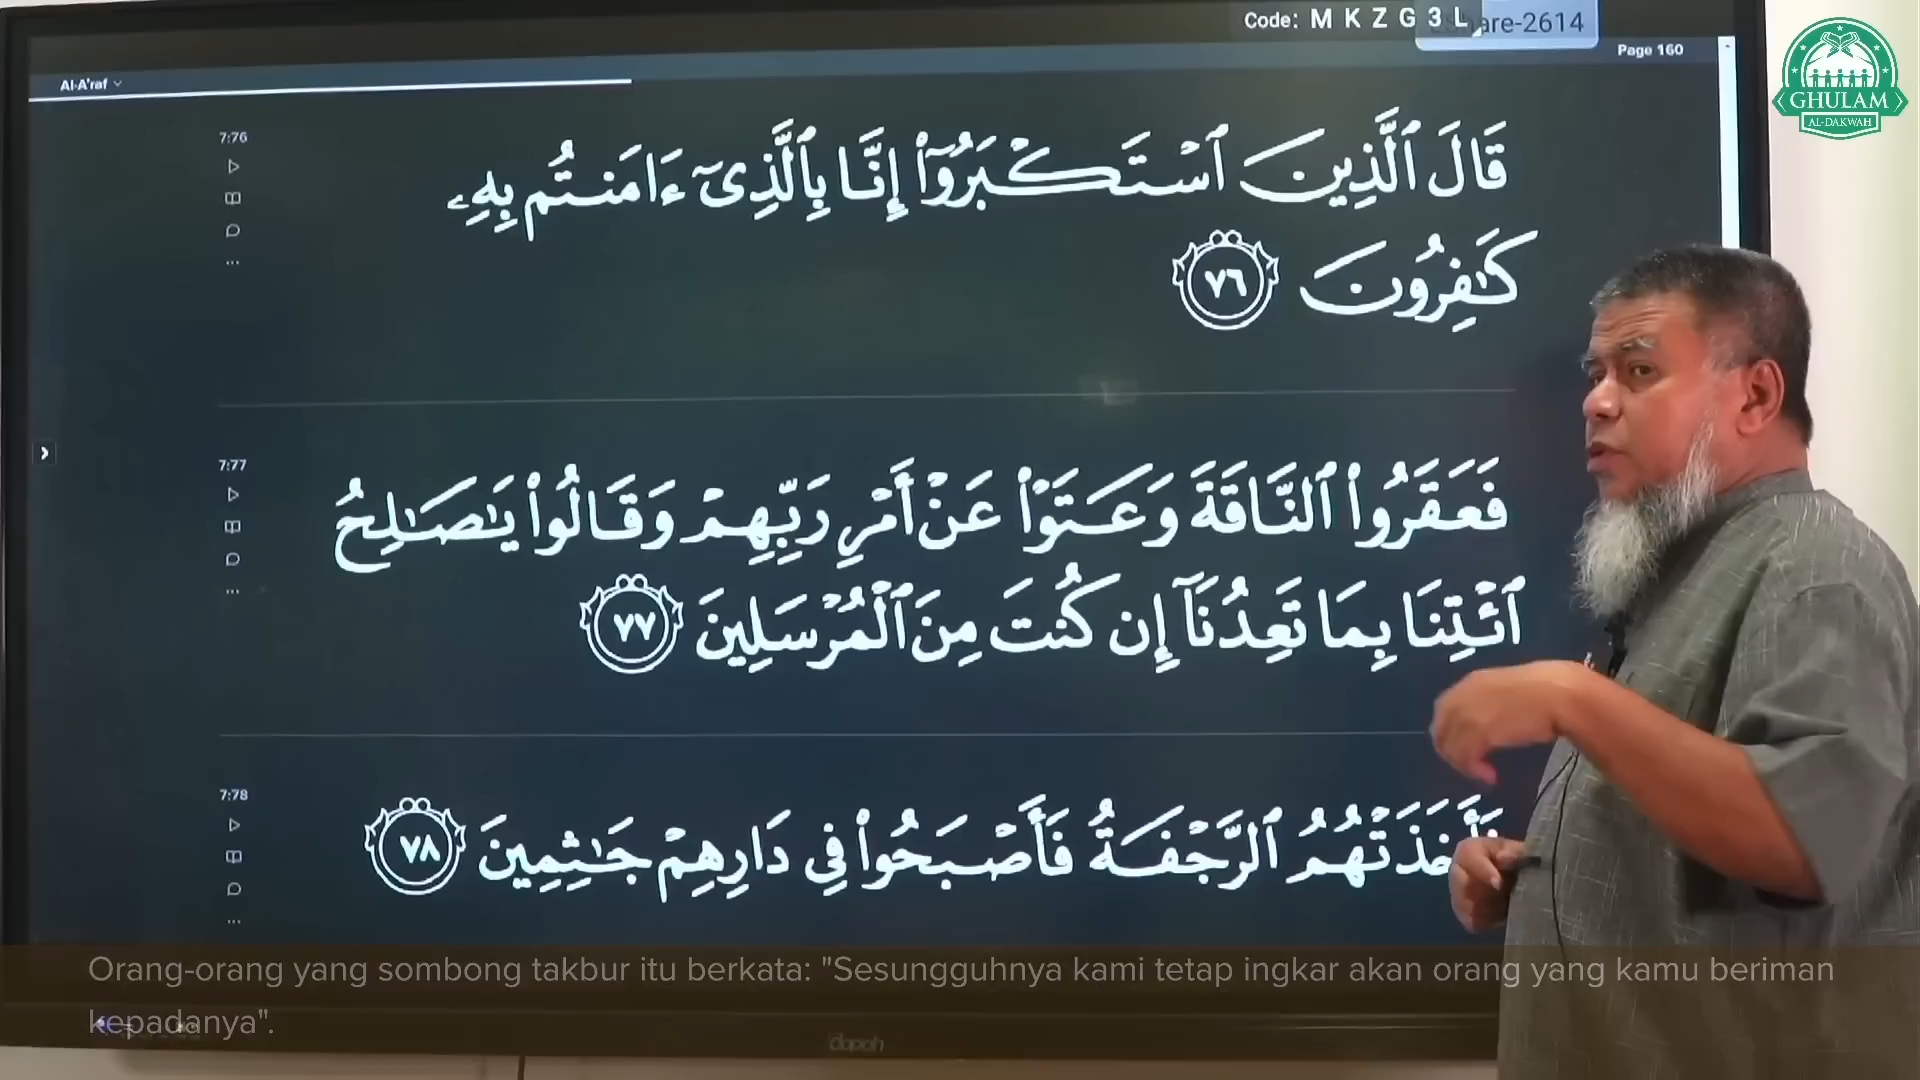 Code: M K Z G 3 L
are-2614
Page 160
Al-A'raf
GHULAM
AL-DAKWAH
7:76
قَالَ ٱلَّذِينَ ٱسْتَكْبَرُوٓا۟ إِنَّا بِٱلَّذِىٓ ءَامَنتُم بِهِۦ
كَـٰفِرُونَ ٧٦
7:77
فَعَقَرُوا۟ ٱلنَّاقَةَ وَعَتَوْا۟ عَنْ أَمْرِ رَبِّهِمْ وَقَالُوا۟ يَـٰصَـٰلِحُ
ٱئْتِنَا بِمَا تَعِدُنَآ إِن كُنتَ مِنَ ٱلْمُرْسَلِينَ ٧٧
7:78
فَأَخَذَتْهُمُ ٱلرَّجْفَةُ فَأَصْبَحُوا۟ فِى دَارِهِمْ جَـٰثِمِينَ ٧٨
Orang-orang yang sombong takbur itu berkata: "Sesungguhnya kami tetap ingkar akan orang yang kamu beriman
kepadanya".